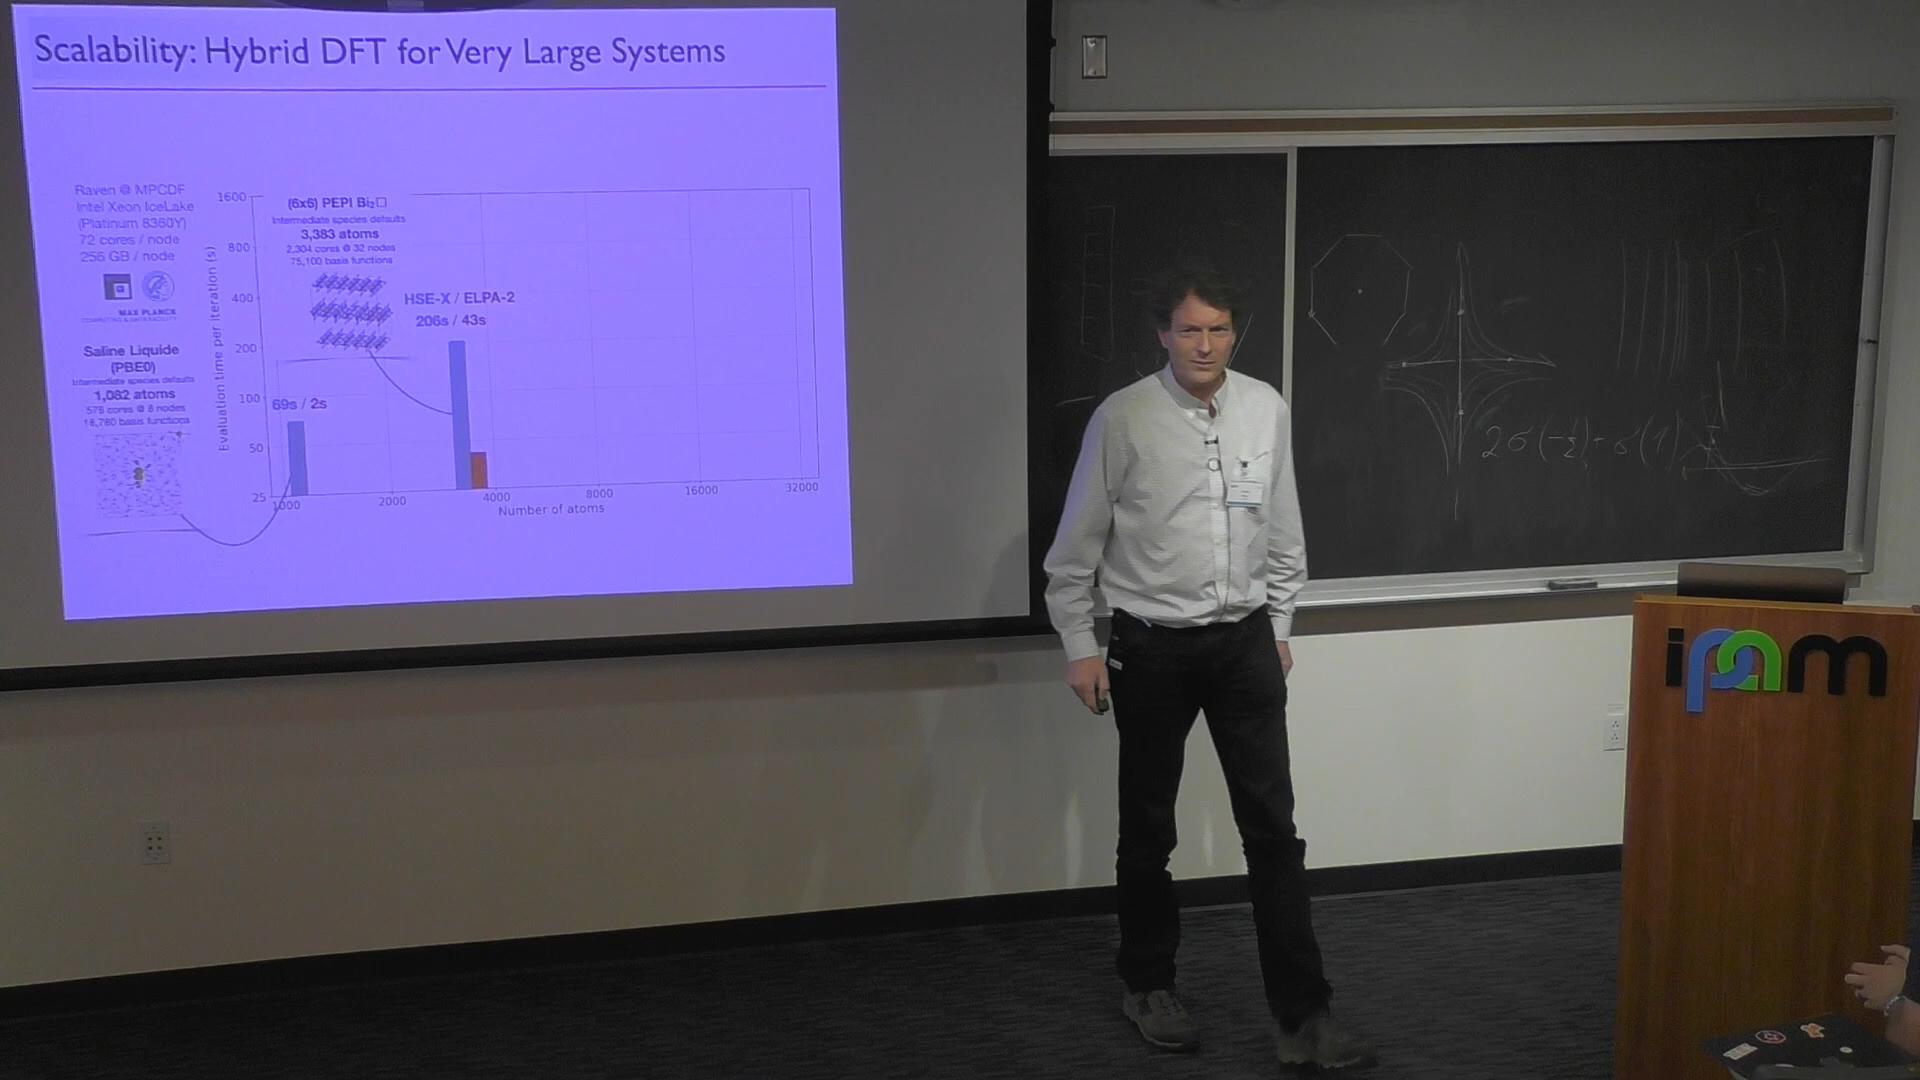 Scalability: Hybrid DFT for Very Large Systems
Raven @ MPCDF
Intel Xeon IceLake
(Platinum 8360Y)
72 cores / node
256 GB / node
MAX PLANCK
COMPUTING & DATA FACILITY
Saline Liquide
(PBE0)
Intermediate species defaults
1,082 atoms
576 cores @ 8 nodes
18,780 basis functions
Evaluation time per iteration (s)
1600
800
400
200
100
50
25
(6x6) PEPI Bi₂□
Intermediate species defaults
3,383 atoms
2,304 cores @ 32 nodes
75,100 basis functions
HSE-X / ELPA-2
206s / 43s
69s / 2s
1000
2000
4000
8000
16000
32000
Number of atoms
ipam